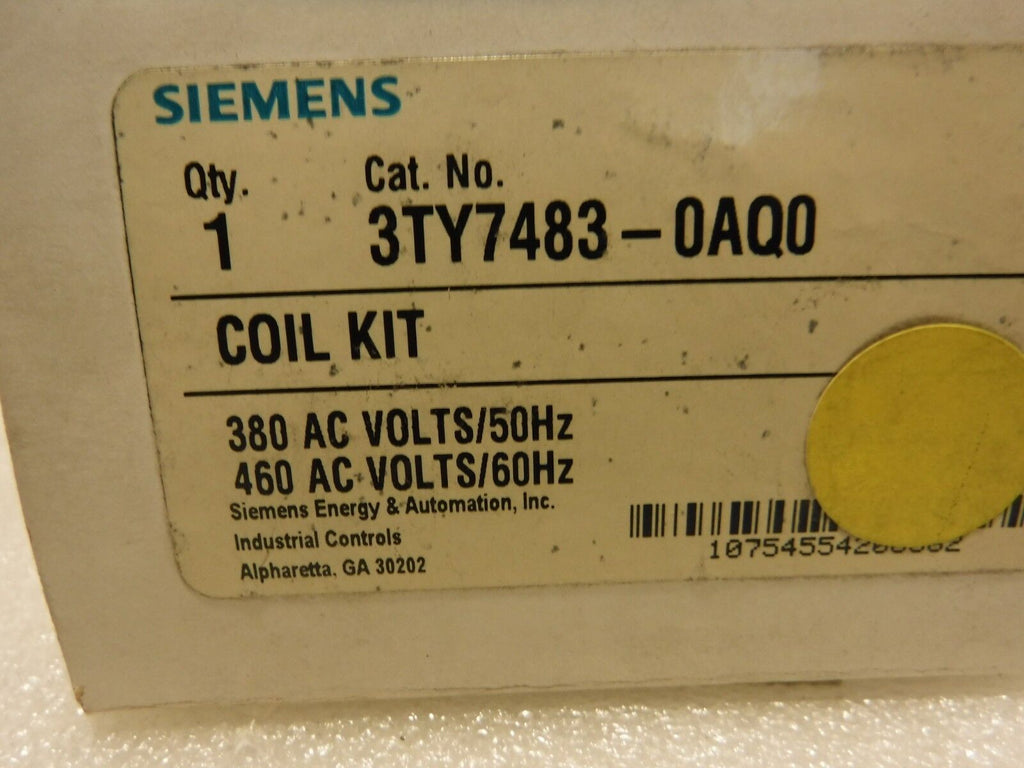 SIEMENS
Qty. Cat. No.
1 3TY7483-0AQ0
COIL KIT
380 AC VOLTS/50Hz
460 AC VOLTS/60Hz
Siemens Energy & Automation, Inc.
Industrial Controls
Alpharetta, GA 30202